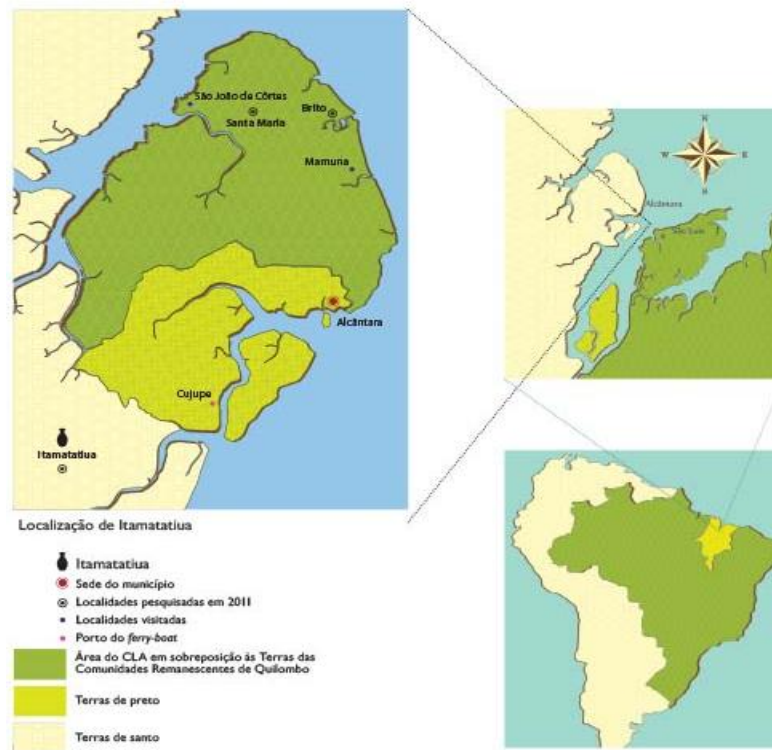 São João de Côrtes
Santa Maria
Brito
Mamuna
Alcântara
Cujupe
Itamatatiua
N
W
E
S
Alcântara
São Luís
Localização de Itamatatiua
Itamatatiua
Sede do município
Localidades pesquisadas em 2011
Localidades visitadas
Porto do ferry-boat
Área do CLA em sobreposição às Terras das
Comunidades Remanescentes de Quilombo
Terras de preto
Terras de santo